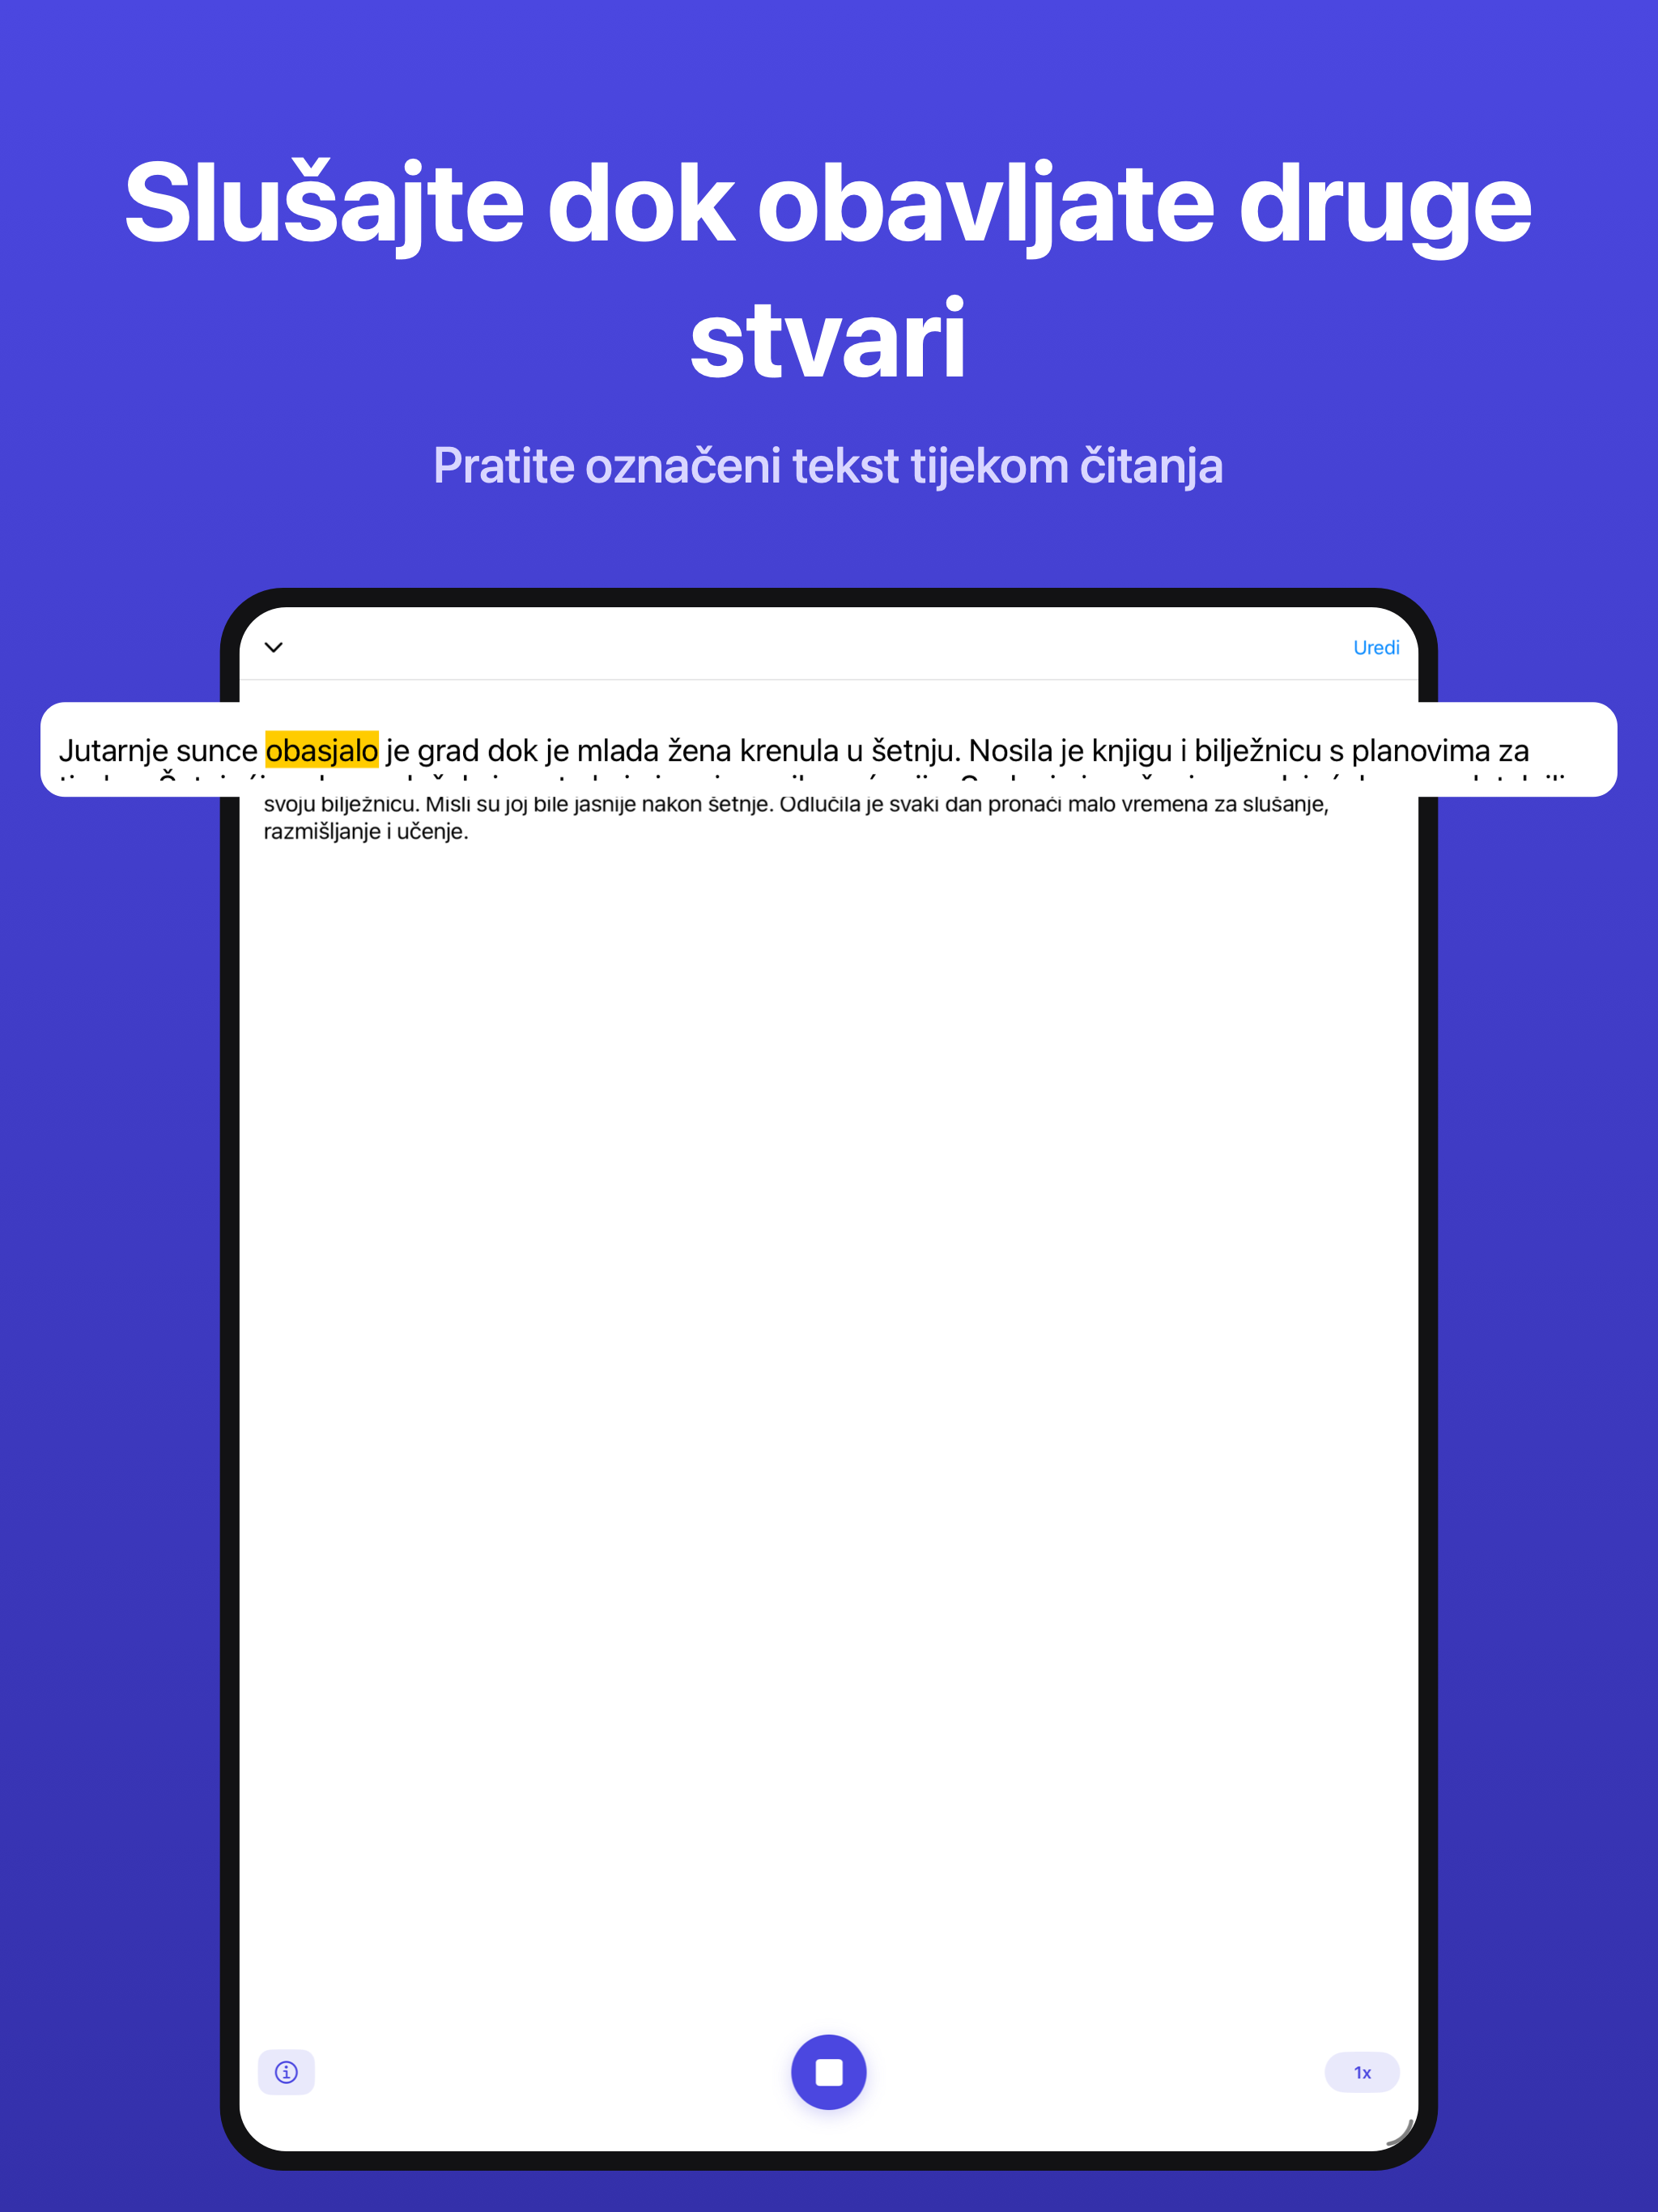 Slušajte dok obavljate druge
stvari
Pratite označeni tekst tijekom čitanja
Uredi
Jutarnje sunce obasjalo je grad dok je mlada žena krenula u šetnju. Nosila je knjigu i bilježnicu s planovima za
svoju bilježnicu. Misli su joj bile jasnije nakon šetnje. Odlučila je svaki dan pronaći malo vremena za slušanje,
razmišljanje i učenje.
1x